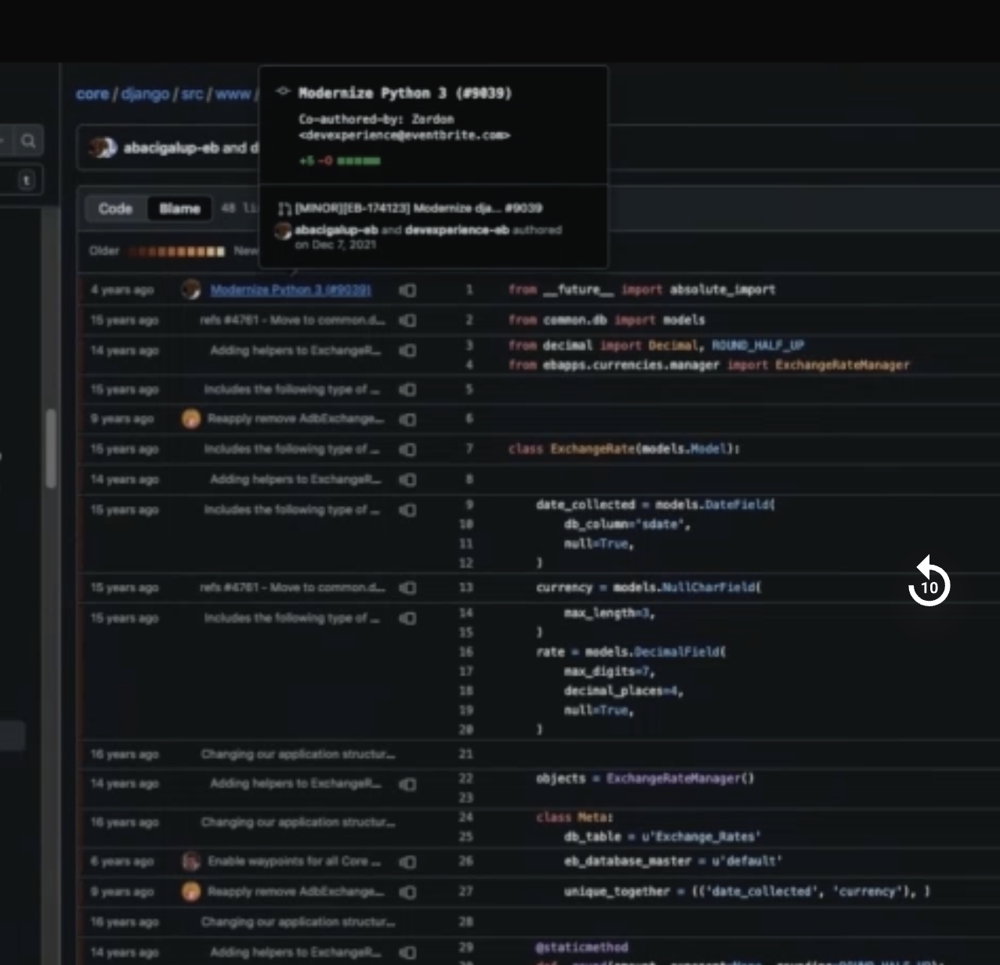 core / django / src / www /
Modernize Python 3 (#9039)
Co-authored-by: Zordon
<devexperience@eventbrite.com>
+5 -0
abacigalup-eb and d
t
[MINOR][EB-174123] Modernize dja... #9039
abacigalup-eb and devexperience-eb authored
on Dec 7, 2021
Code Blame 48 li
Older New
4 years ago Modernize Python 3 (#9039) 1 from __future__ import absolute_import
15 years ago refs #4761 - Move to common.d... 2 from common.db import models
14 years ago Adding helpers to ExchangeR... 3 from decimal import Decimal, ROUND_HALF_UP
4 from ebapps.currencies.manager import ExchangeRateManager
15 years ago Includes the following type of ... 5
9 years ago Reapply remove AdbExchange... 6
15 years ago Includes the following type of ... 7 class ExchangeRate(models.Model):
14 years ago Adding helpers to ExchangeR... 8
15 years ago Includes the following type of ... 9 date_collected = models.DateField(
10 db_column='sdate',
11 null=True,
12 )
15 years ago refs #4761 - Move to common.d... 13 currency = models.NullCharField(
15 years ago Includes the following type of ... 14 max_length=3,
15 )
16 rate = models.DecimalField(
17 max_digits=7,
18 decimal_places=4,
19 null=True,
20 )
16 years ago Changing our application structur... 21
14 years ago Adding helpers to ExchangeR... 22 objects = ExchangeRateManager()
23
16 years ago Changing our application structur... 24 class Meta:
25 db_table = u'Exchange_Rates'
6 years ago Enable waypoints for all Core ... 26 eb_database_master = u'default'
9 years ago Reapply remove AdbExchange... 27 unique_together = (('date_collected', 'currency'), )
16 years ago Changing our application structur... 28
14 years ago Adding helpers to ExchangeR... 29 @staticmethod
10